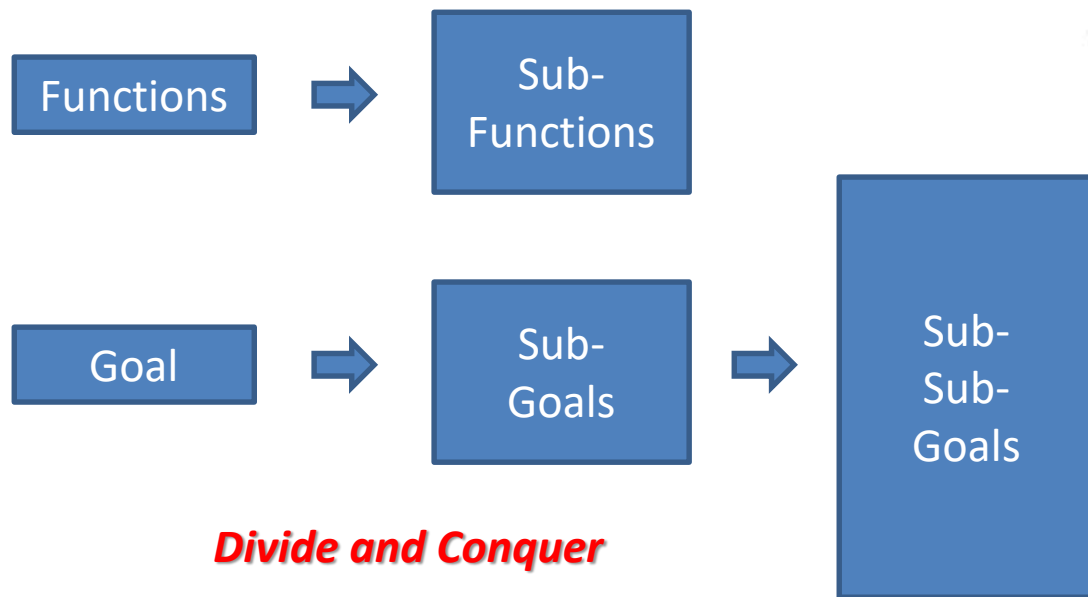 Functions
Sub-
Functions
Goal
Sub-
Goals
Sub-
Sub-
Goals
Divide and Conquer